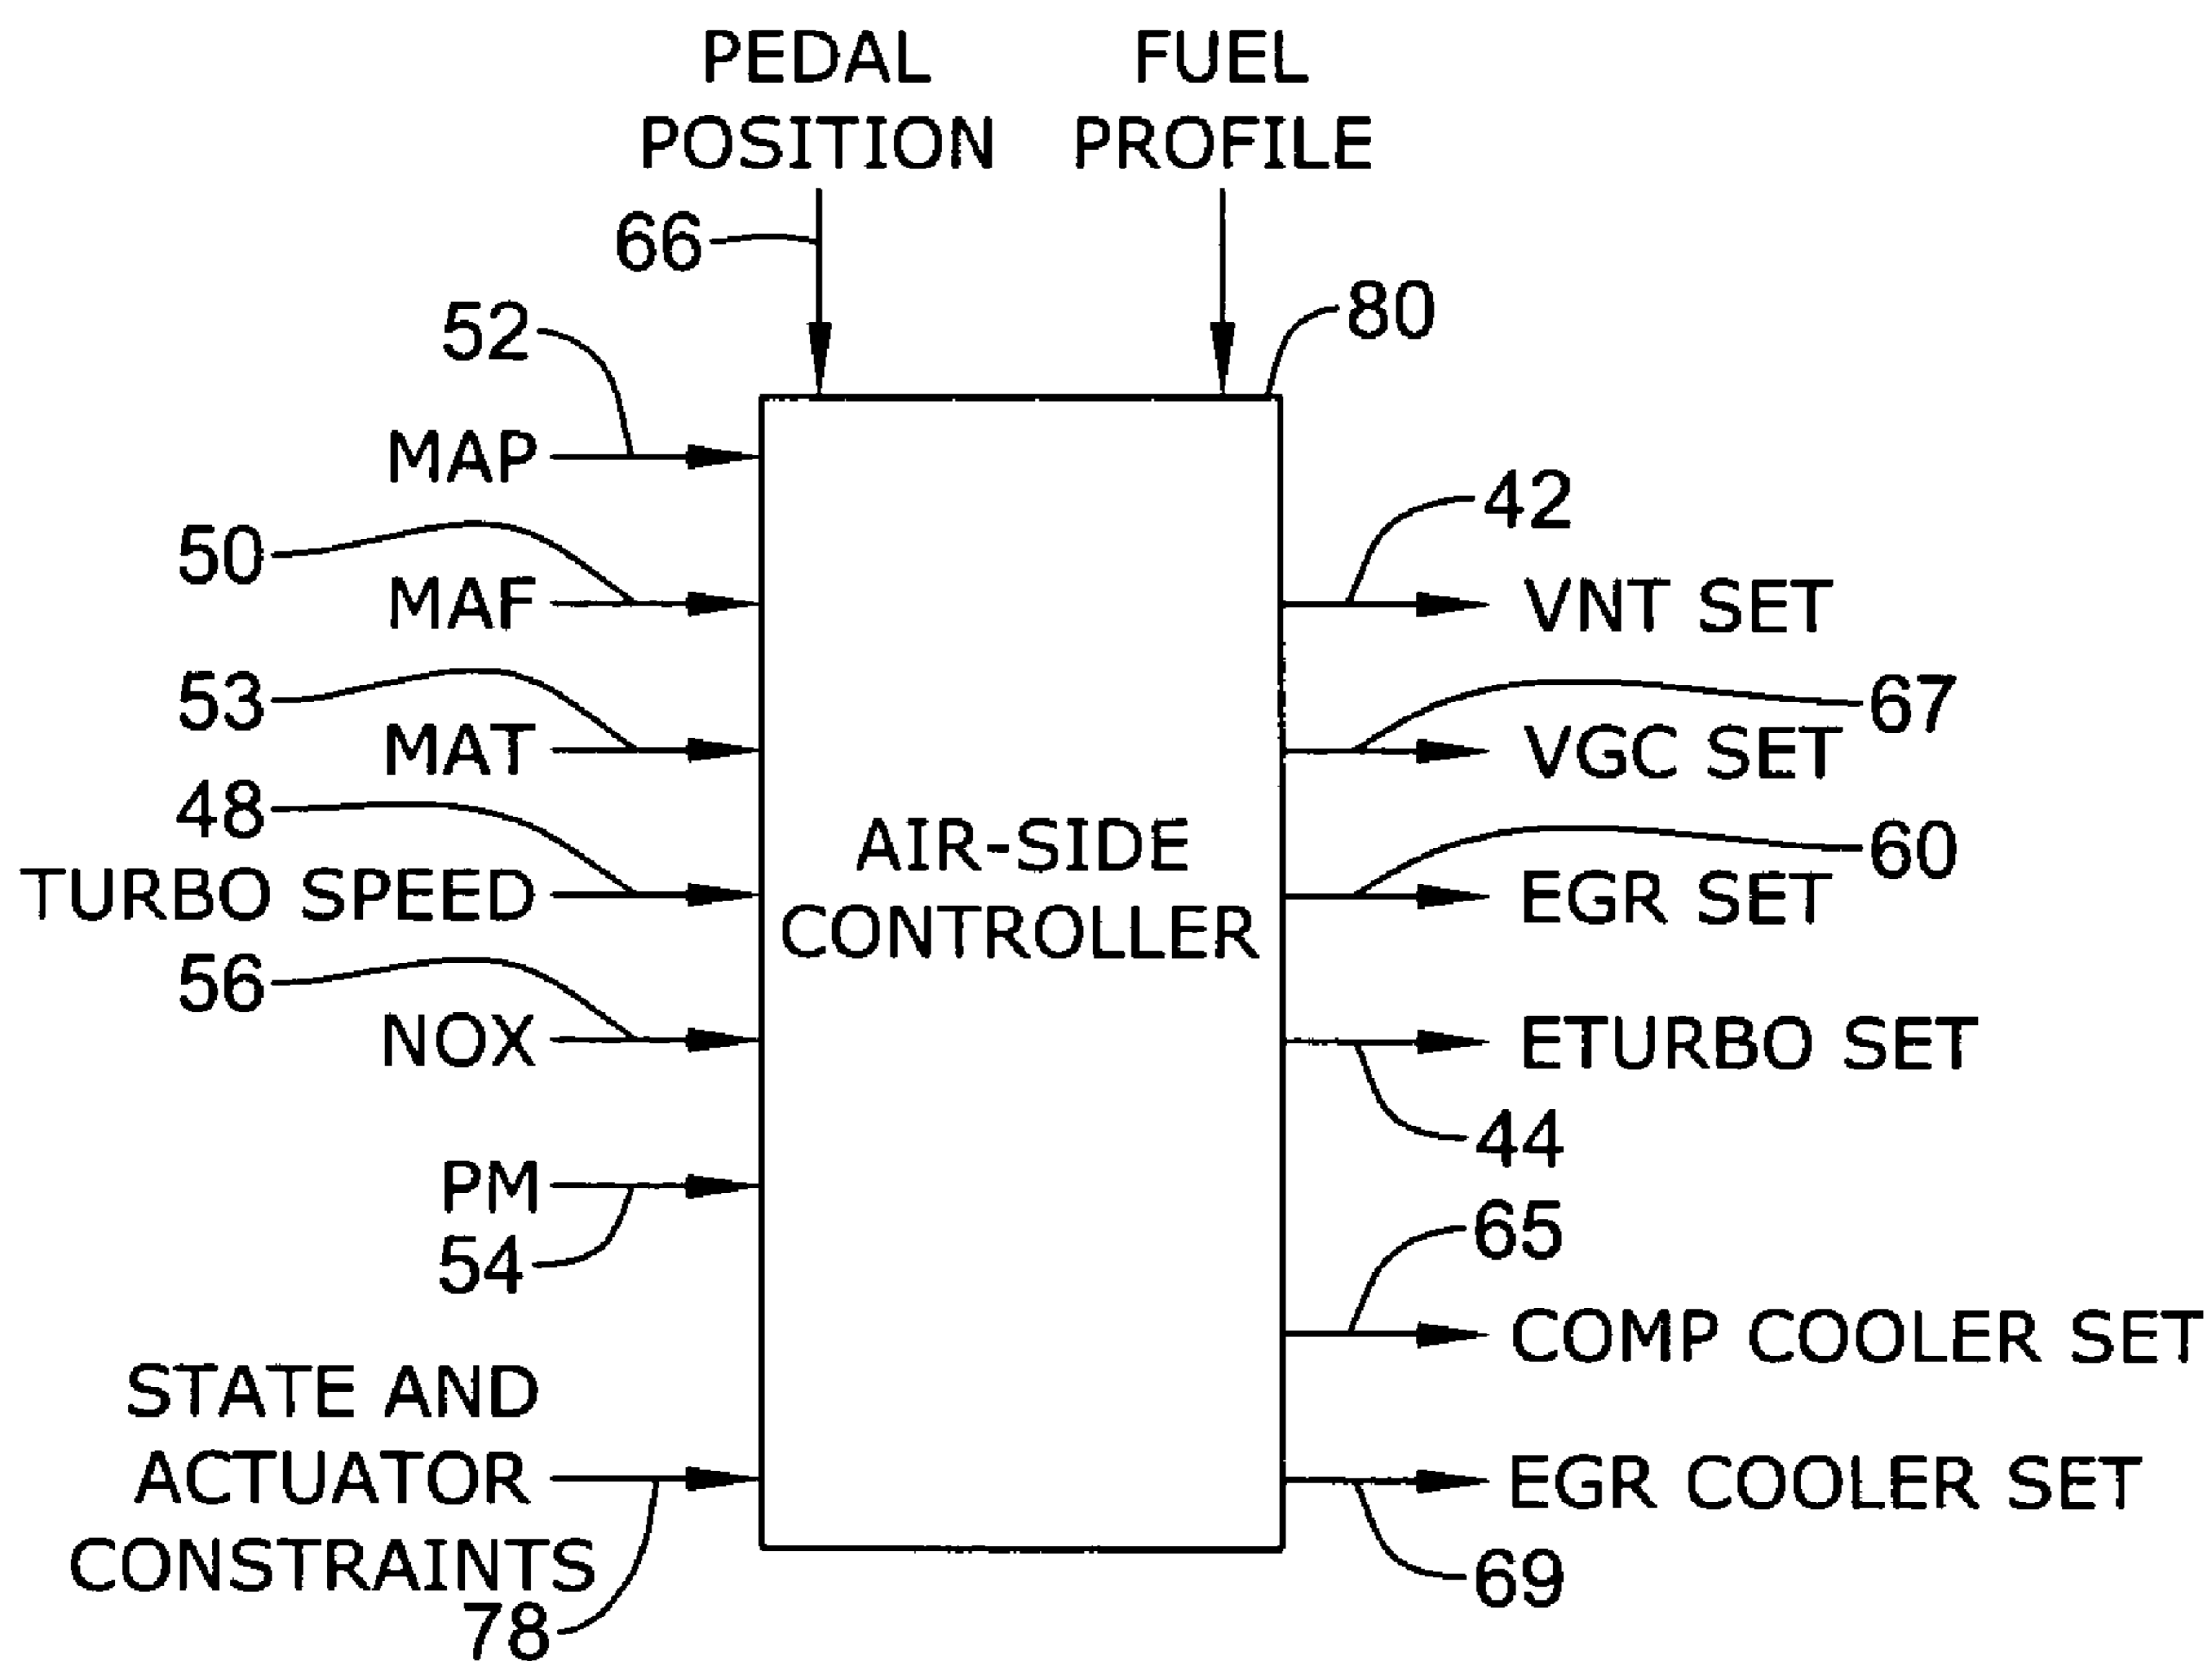 PEDAL
POSITION
FUEL
PROFILE
66
80
52
MAP
50
MAF
53
MAT
48
TURBO SPEED
56
NOX
PM
54
STATE AND
ACTUATOR
CONSTRAINTS
78
AIR-SIDE
CONTROLLER
42
VNT SET
67
VGC SET
60
EGR SET
ETURBO SET
44
65
COMP COOLER SET
EGR COOLER SET
69